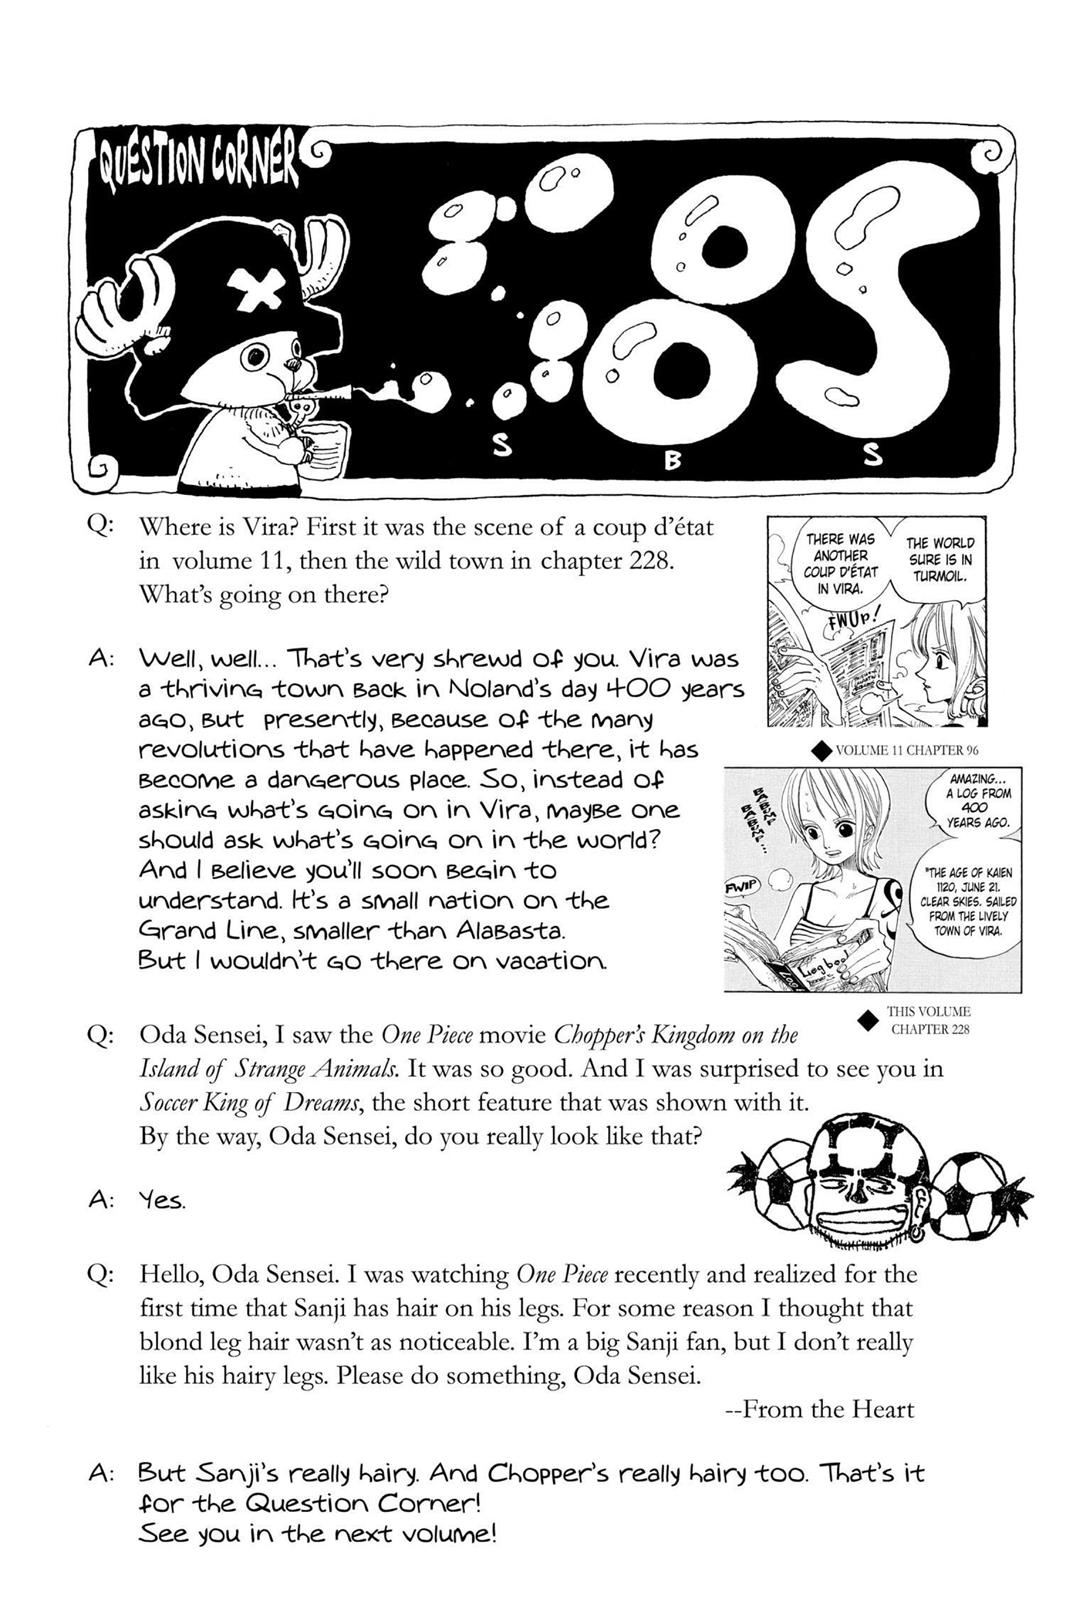 QUESTION CORNER
SBS
S
B
S
Q: Where is Vira? First it was the scene of a coup d'état
in volume 11, then the wild town in chapter 228.
What's going on there?
THERE WAS
ANOTHER
COUP D'ÉTAT
IN VIRA.
THE WORLD
SURE IS IN
TURMOIL.
FWUP!
VOLUME 11 CHAPTER 96
A: Well, well... That's very shrewd of you. Vira was
a thriving town back in Noland's day 400 years
ago, but presently, because of the many
revolutions that have happened there, it has
become a dangerous place. So, instead of
asking what's going on in Vira, maybe one
should ask what's going on in the world?
And I believe you'll soon begin to
understand. It's a small nation on the
Grand Line, smaller than Alabasta.
But I wouldn't go there on vacation.
AMAZING...
A LOG FROM
400
YEARS AGO.
BABUMP
BABUMP...
FWIP
"THE AGE OF KAIEN
1120, JUNE 21.
CLEAR SKIES. SAILED
FROM THE LIVELY
TOWN OF VIRA.
Log book
THIS VOLUME
CHAPTER 228
Q: Oda Sensei, I saw the One Piece movie Chopper's Kingdom on the
Island of Strange Animals. It was so good. And I was surprised to see you in
Soccer King of Dreams, the short feature that was shown with it.
By the way, Oda Sensei, do you really look like that?
A: Yes.
Q: Hello, Oda Sensei. I was watching One Piece recently and realized for the
first time that Sanji has hair on his legs. For some reason I thought that
blond leg hair wasn't as noticeable. I'm a big Sanji fan, but I don't really
like his hairy legs. Please do something, Oda Sensei.
--From the Heart
A: But Sanji's really hairy. And Chopper's really hairy too. That's it
for the Question Corner!
See you in the next volume!